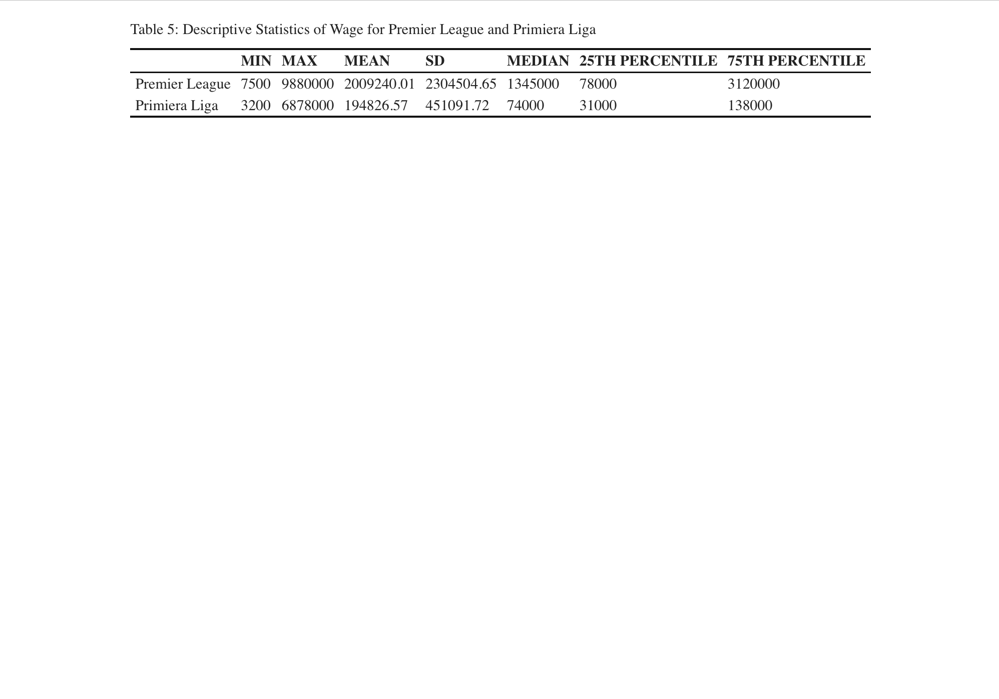 Table 5: Descriptive Statistics of Wage for Premier League and Primiera Liga
MIN MAX MEAN SD MEDIAN 25TH PERCENTILE 75TH PERCENTILE
Premier League 7500 9880000 2009240.01 2304504.65 1345000 78000 3120000
Primiera Liga 3200 6878000 194826.57 451091.72 74000 31000 138000